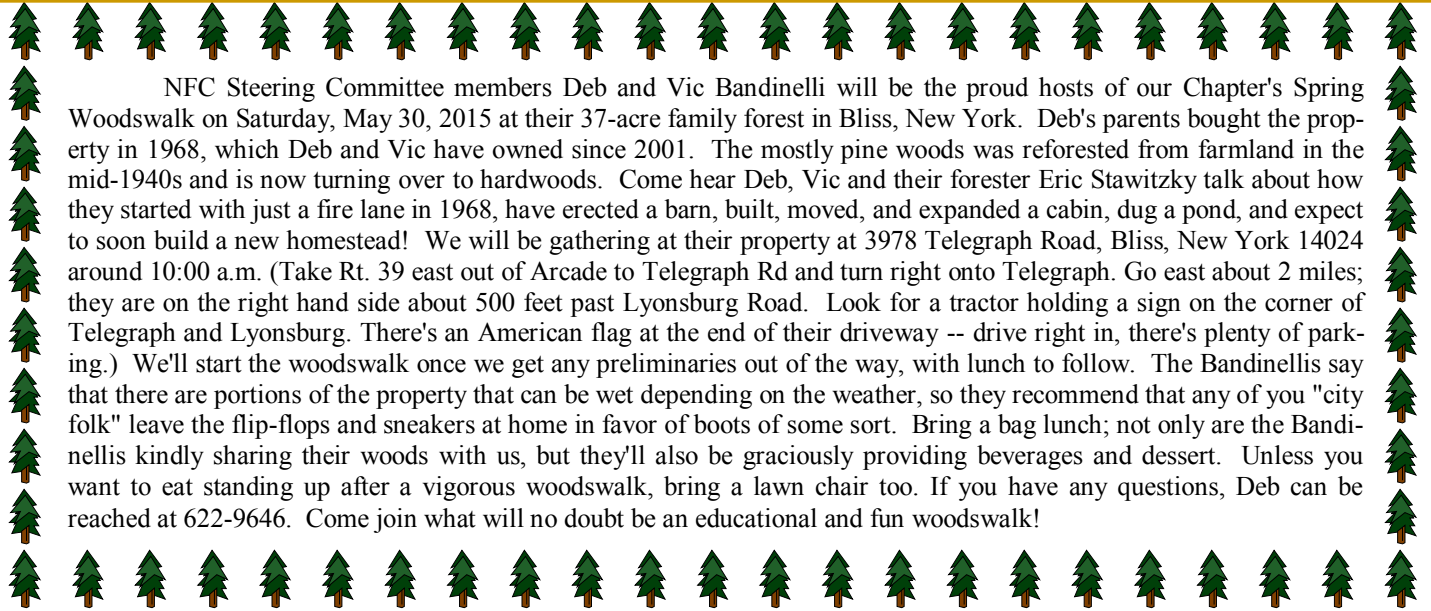 NFC Steering Committee members Deb and Vic Bandinelli will be the proud hosts of our Chapter's Spring
Woodswalk on Saturday, May 30, 2015 at their 37-acre family forest in Bliss, New York.  Deb's parents bought the prop-
erty in 1968, which Deb and Vic have owned since 2001.  The mostly pine woods was reforested from farmland in the
mid-1940s and is now turning over to hardwoods.  Come hear Deb, Vic and their forester Eric Stawitzky talk about how
they started with just a fire lane in 1968, have erected a barn, built, moved, and expanded a cabin, dug a pond, and expect
to soon build a new homestead!  We will be gathering at their property at 3978 Telegraph Road, Bliss, New York 14024
around 10:00 a.m. (Take Rt. 39 east out of Arcade to Telegraph Rd and turn right onto Telegraph. Go east about 2 miles;
they are on the right hand side about 500 feet past Lyonsburg Road.  Look for a tractor holding a sign on the corner of
Telegraph and Lyonsburg. There's an American flag at the end of their driveway -- drive right in, there's plenty of park-
ing.)  We'll start the woodswalk once we get any preliminaries out of the way, with lunch to follow.  The Bandinellis say
that there are portions of the property that can be wet depending on the weather, so they recommend that any of you "city
folk" leave the flip-flops and sneakers at home in favor of boots of some sort.  Bring a bag lunch; not only are the Bandi-
nellis kindly sharing their woods with us, but they'll also be graciously providing beverages and dessert.  Unless you
want to eat standing up after a vigorous woodswalk, bring a lawn chair too. If you have any questions, Deb can be
reached at 622-9646.  Come join what will no doubt be an educational and fun woodswalk!